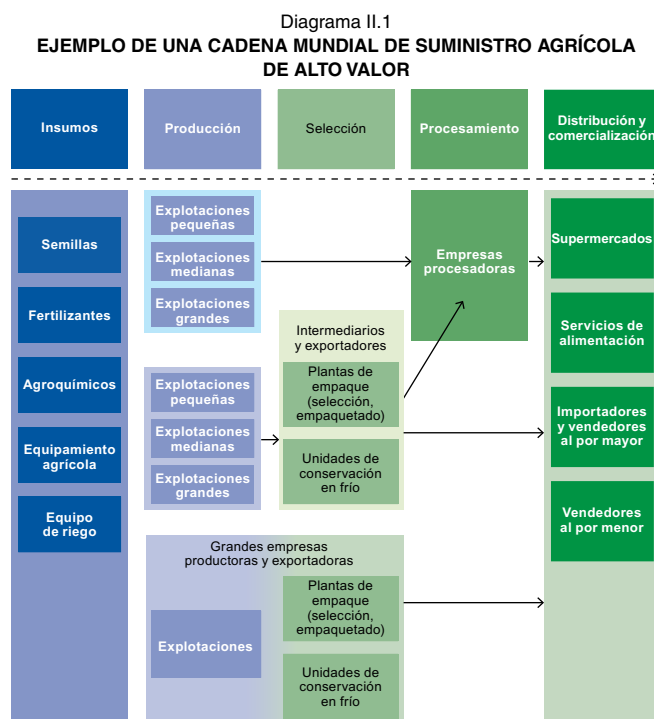 Diagrama II.1
EJEMPLO DE UNA CADENA MUNDIAL DE SUMINISTRO AGRÍCOLA
DE ALTO VALOR
Insumos
Producción
Selección
Procesamiento
Distribución y
comercialización
Semillas
Fertilizantes
Agroquímicos
Equipamiento
agrícola
Equipo
de riego
Explotaciones
pequeñas
Explotaciones
medianas
Explotaciones
grandes
Explotaciones
pequeñas
Explotaciones
medianas
Explotaciones
grandes
Intermediarios
y exportadores
Plantas de
empaque
(selección,
empaquetado)
Unidades de
conservación
en frío
Grandes empresas
productoras y exportadoras
Explotaciones
Plantas de
empaque
(selección,
empaquetado)
Unidades de
conservación
en frío
Empresas
procesadoras
Supermercados
Servicios de
alimentación
Importadores
y vendedores
al por mayor
Vendedores
al por menor